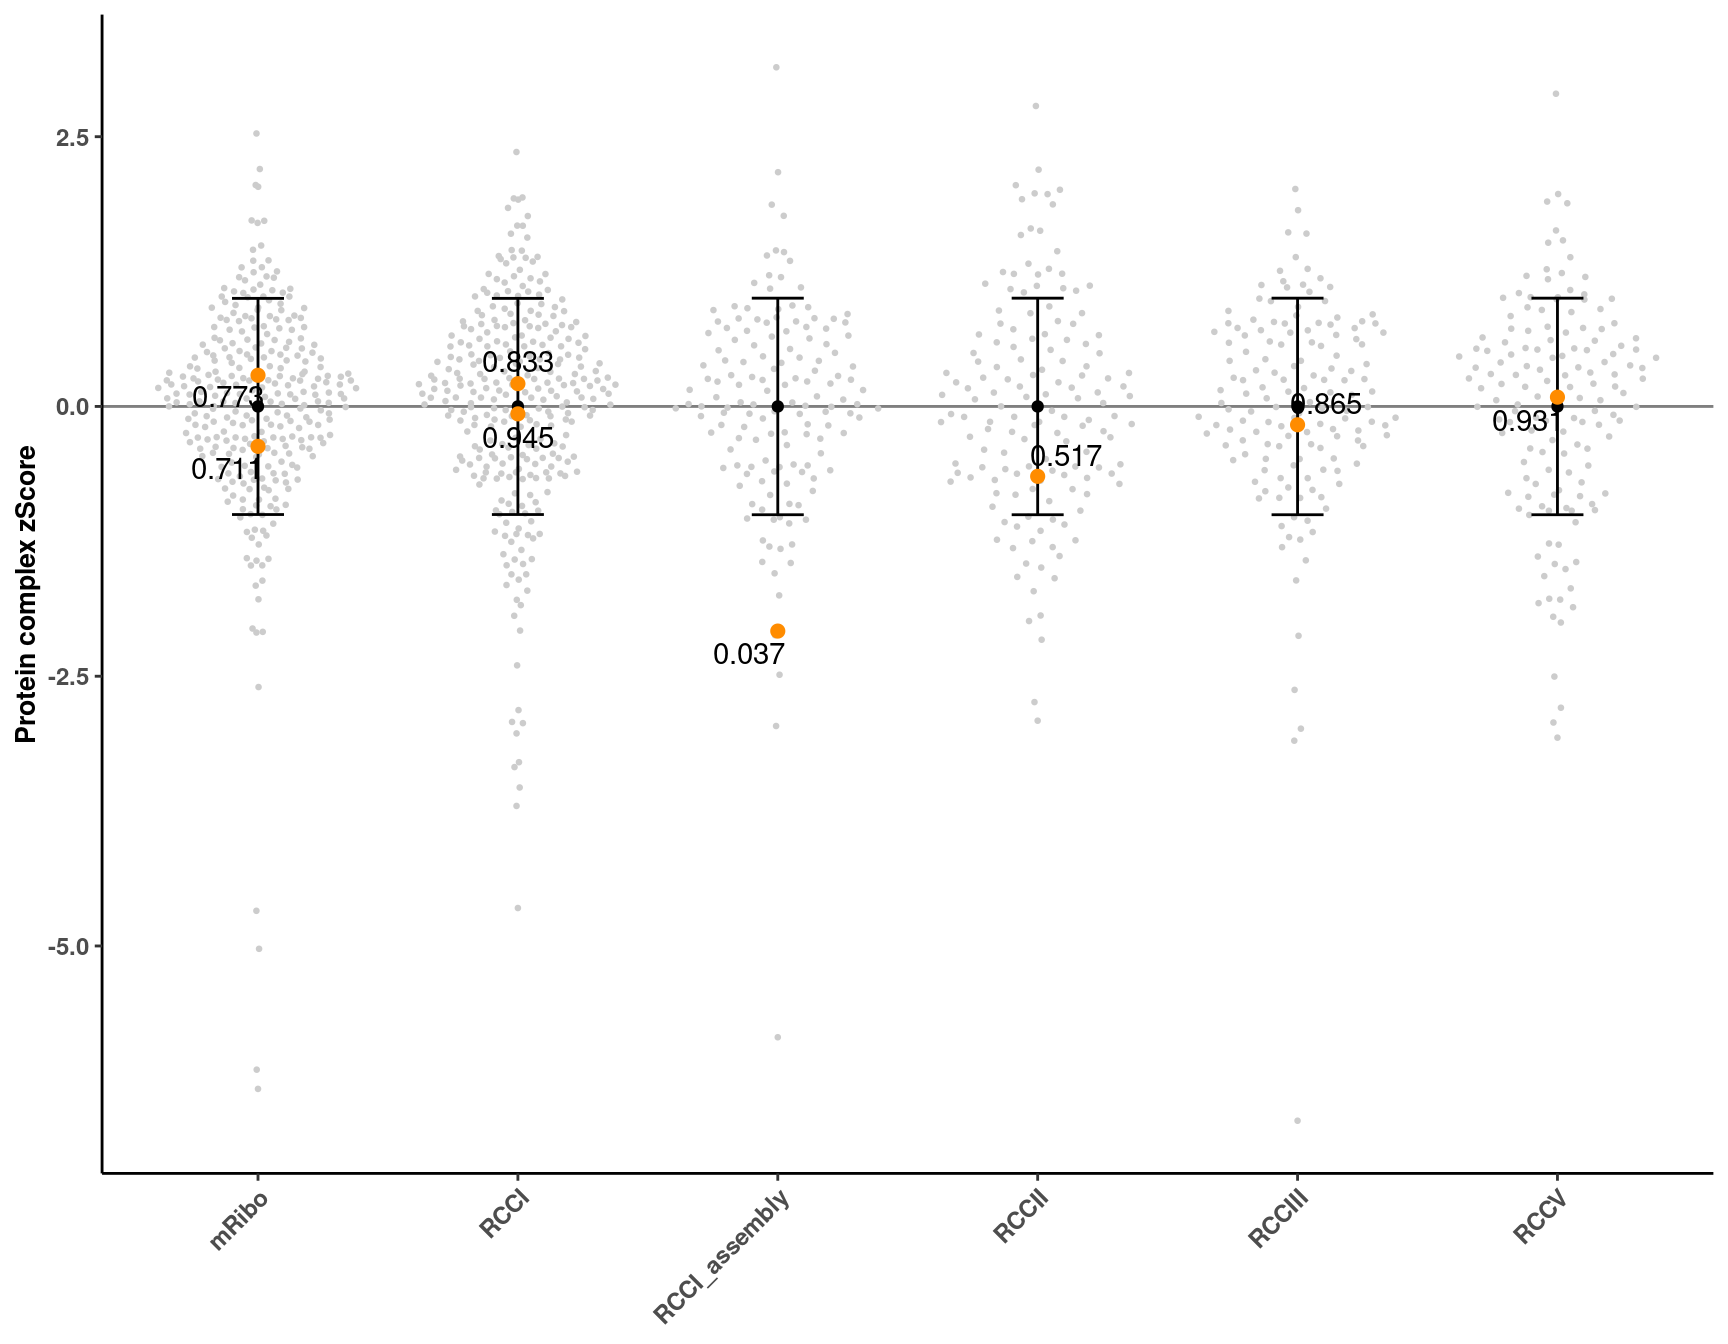 Protein complex zScore
2.5
0.0
-2.5
-5.0
0.773
0.711
0.833
0.945
0.037
0.517
0.865
0.931
mRibo
RCCI
RCCI_assembly
RCCII
RCCIII
RCCV